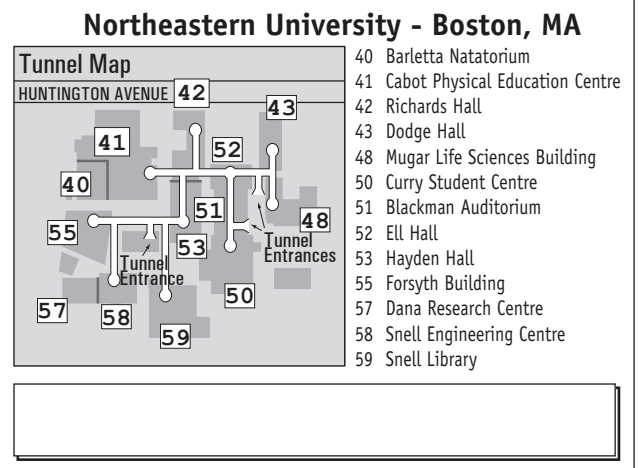 Northeastern University - Boston, MA
Tunnel Map
HUNTINGTON AVENUE
42
43
41
52
40
51
48
55
53
Tunnel
Entrances
Tunnel
Entrance
50
57
58
59
40 Barletta Natatorium
41 Cabot Physical Education Centre
42 Richards Hall
43 Dodge Hall
48 Mugar Life Sciences Building
50 Curry Student Centre
51 Blackman Auditorium
52 Ell Hall
53 Hayden Hall
55 Forsyth Building
57 Dana Research Centre
58 Snell Engineering Centre
59 Snell Library